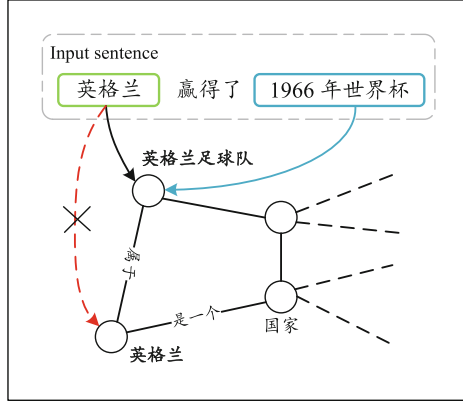 Input sentence
英格兰 赢得了 1966 年世界杯
英格兰足球队
属于
是一个
国家
英格兰